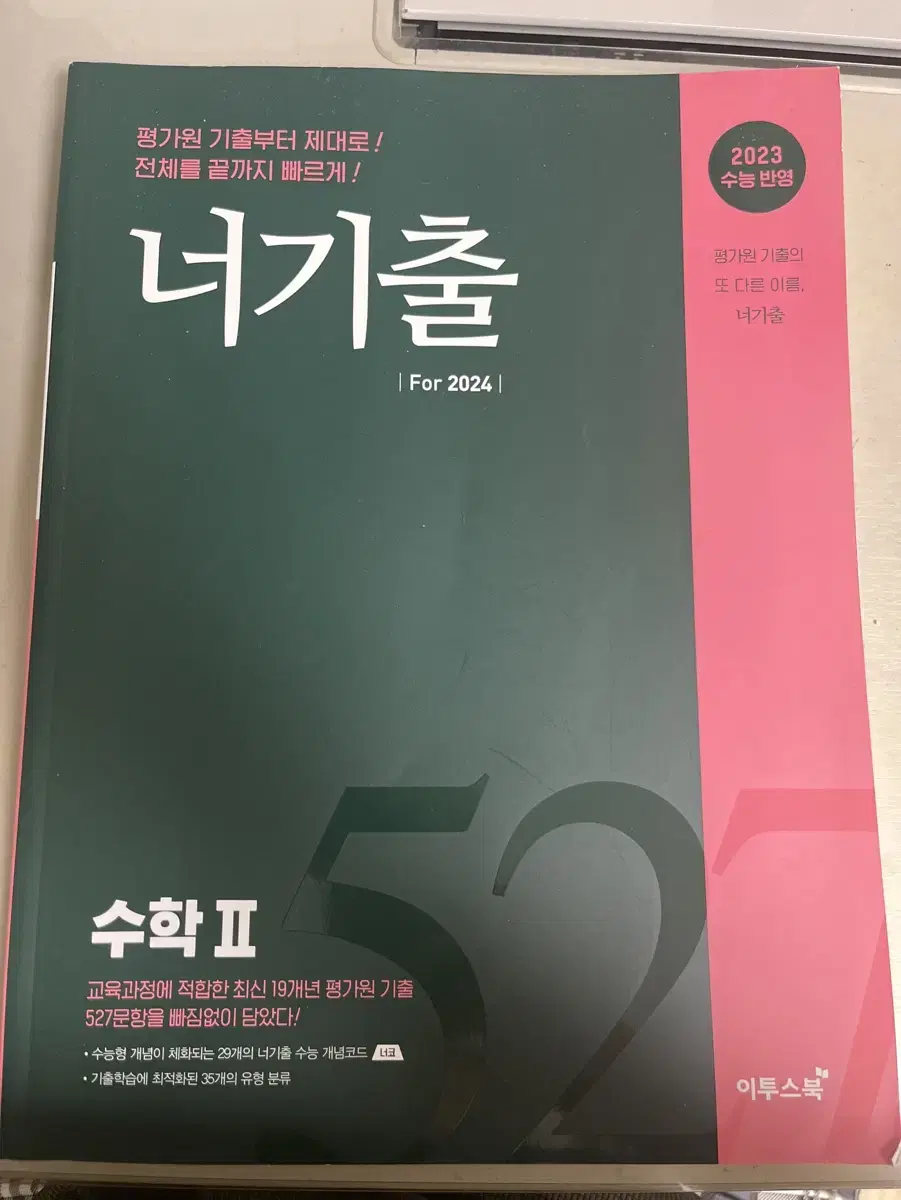 평가원 기출부터 제대로!
전체를 끝까지 빠르게!
너기출
| For 2024 |
2023
수능 반영
평가원 기출의
또 다른 이름,
너기출
527
수학 II
교육과정에 적합한 최신 19개년 평가원 기출
527문항을 빠짐없이 담았다!
• 수능형 개념이 체화되는 29개의 너기출 수능 개념코드 너코
• 기출학습에 최적화된 35개의 유형 분류
이투스북